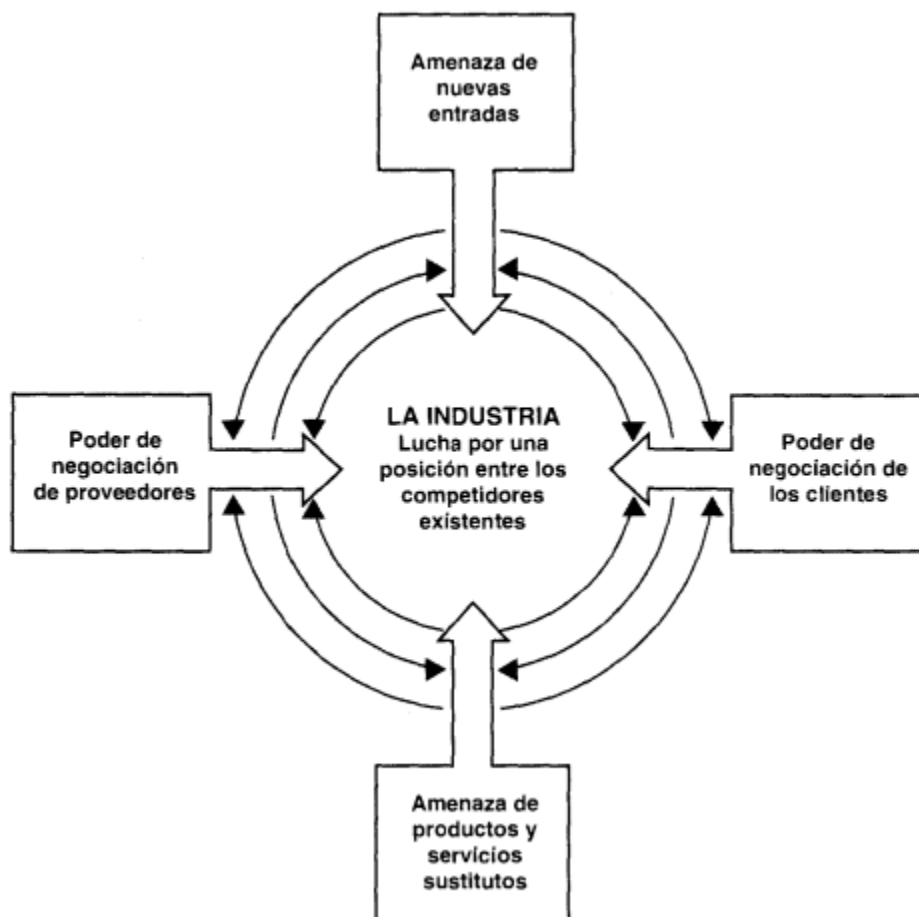 Amenaza de
nuevas
entradas
LA INDUSTRIA
Lucha por una
posición entre los
competidores
existentes
Poder de
negociación
de proveedores
Poder de
negociación de
los clientes
Amenaza de
productos y
servicios
sustitutos